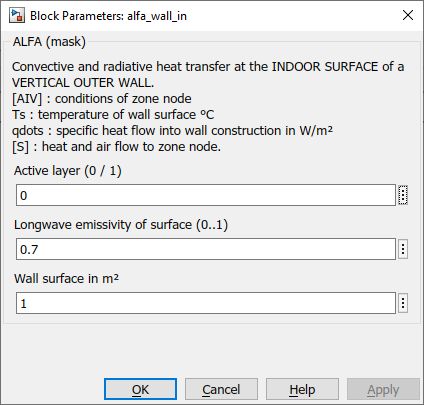 Block Parameters: alfa_wall_in
ALFA (mask)
Convective and radiative heat transfer at the INDOOR SURFACE of a
VERTICAL OUTER WALL.
[AIV] : conditions of zone node
Ts : temperature of wall surface °C
qdots : specific heat flow into wall construction in W/m²
[S] : heat and air flow to zone node.
Active layer (0 / 1)
0
Longwave emissivity of surface (0..1)
0.7
Wall surface in m²
1
OK Cancel Help Apply